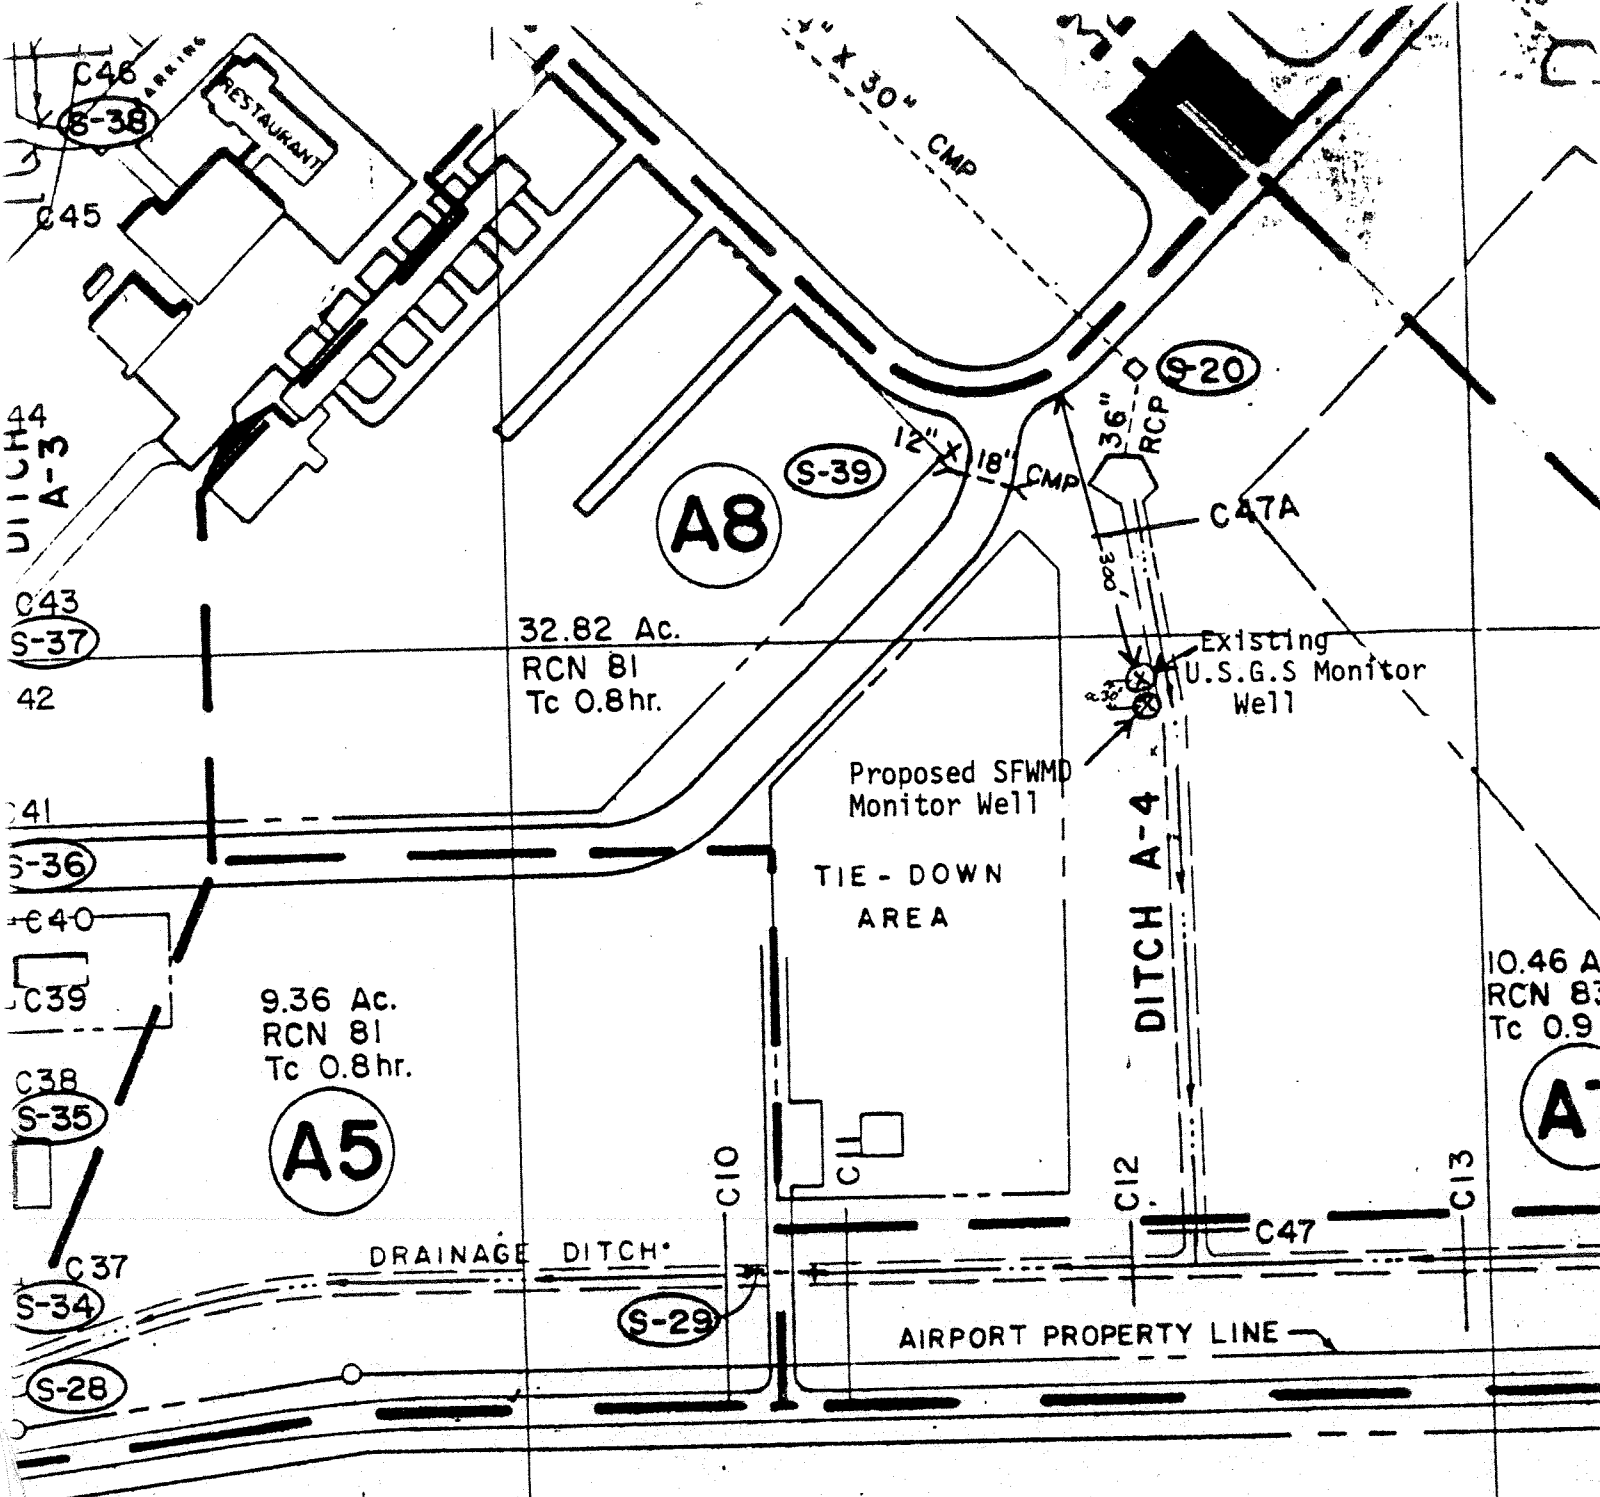 C46
ARKING
RESTAURANT
S-38
C45
" X 30" CMP
S-20
36"
RCP
12"
18"
CMP
S-39
A8
C47A
300'
44
DITCH
A-3
C43
S-37
42
32.82 Ac.
RCN 81
Tc 0.8hr.
Existing
U.S.G.S Monitor
Well
Proposed SFWMD
Monitor Well
41
S-36
C40
C39
TIE-DOWN
AREA
DITCH A-4
9.36 Ac.
RCN 81
Tc 0.8hr.
A5
10.46 A
RCN 83
Tc 0.9
A7
C38
S-35
C10
C
C12
C13
C47
C37
S-34
DRAINAGE DITCH
S-29
AIRPORT PROPERTY LINE
S-28